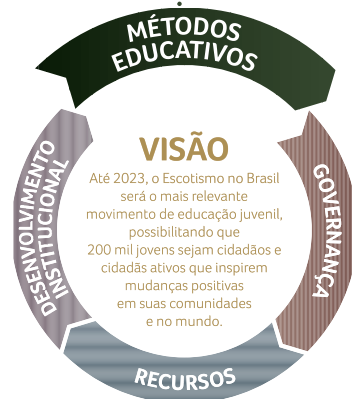 MÉTODOS
EDUCATIVOS
VISÃO
Até 2023, o Escotismo no Brasil
será o mais relevante
movimento de educação juvenil,
possibilitando que
200 mil jovens sejam cidadãos e
cidadãs ativos que inspirem
mudanças positivas
em suas comunidades
e no mundo.
DESENVOLVIMENTO
INSTITUCIONAL
GOVERNANÇA
RECURSOS